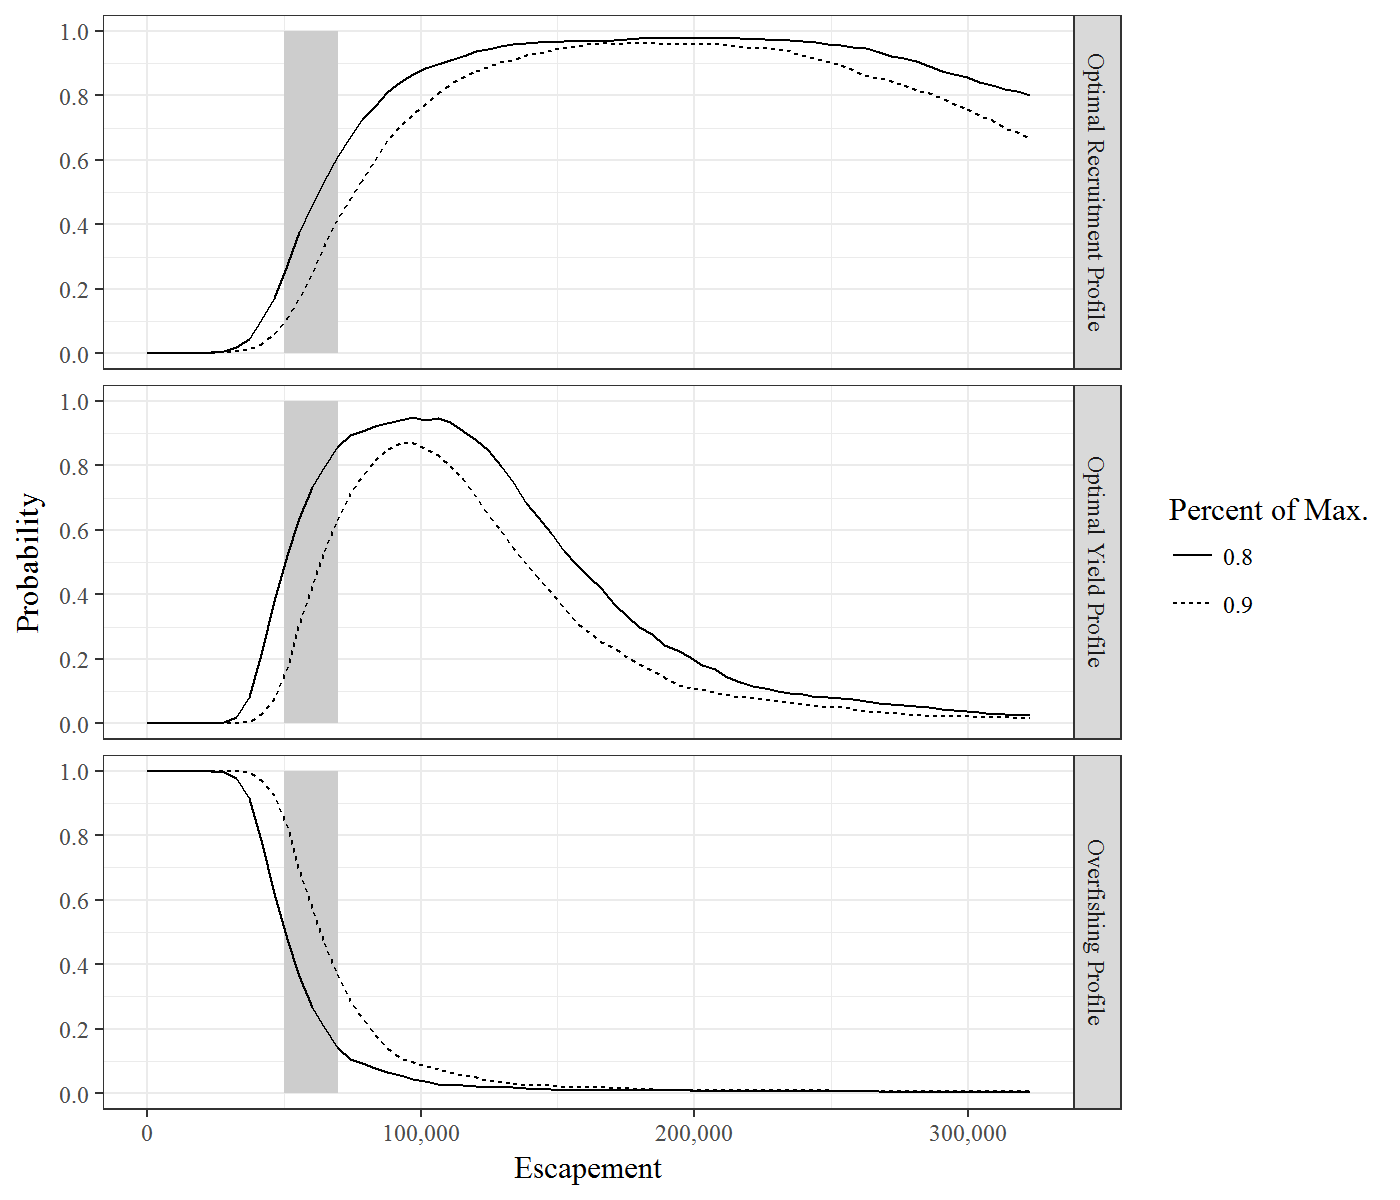 1.0
0.8
0.6
0.4
0.2
0.0
Optimal Recruitment Profile
1.0
0.8
0.6
0.4
0.2
0.0
Optimal Yield Profile
1.0
0.8
0.6
0.4
0.2
0.0
Overfishing Profile
Probability
0 100,000 200,000 300,000
Escapement
Percent of Max.
0.8
0.9